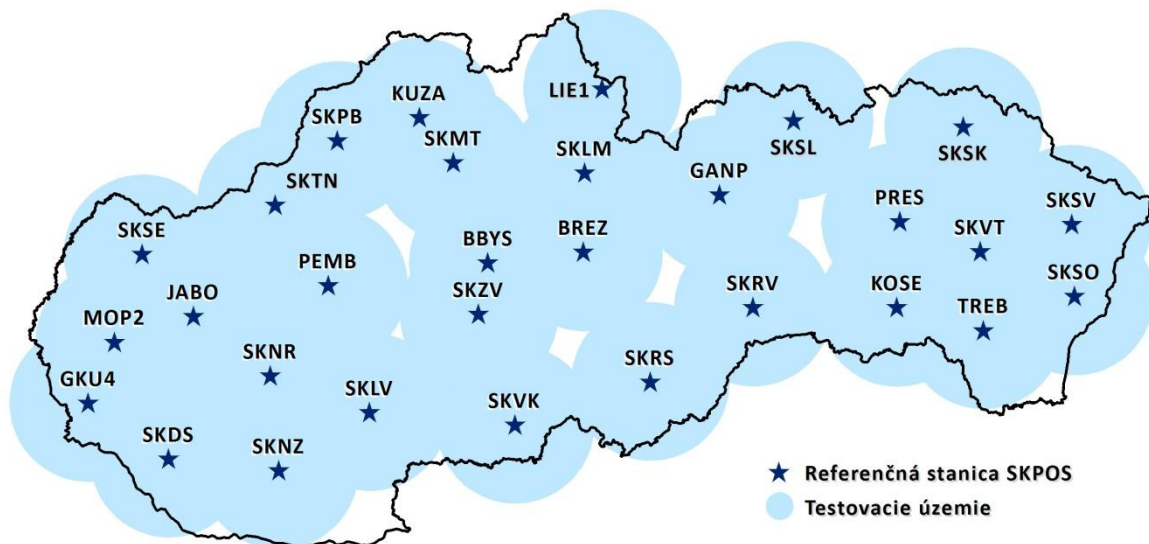 LIE1
KUZA
SKPB
SKMT
SKLM
SKSL
SKSK
GANP
SKTN
PRES
SKSV
SKSE
BBYS
BREZ
SKVT
PEMB
SKZV
JABO
SKRV
KOSE
SKSO
TREB
MOP2
SKNR
SKRS
GKU4
SKLV
SKVK
SKDS
SKNZ
Referenčná stanica SKPOS
Testovacie územie